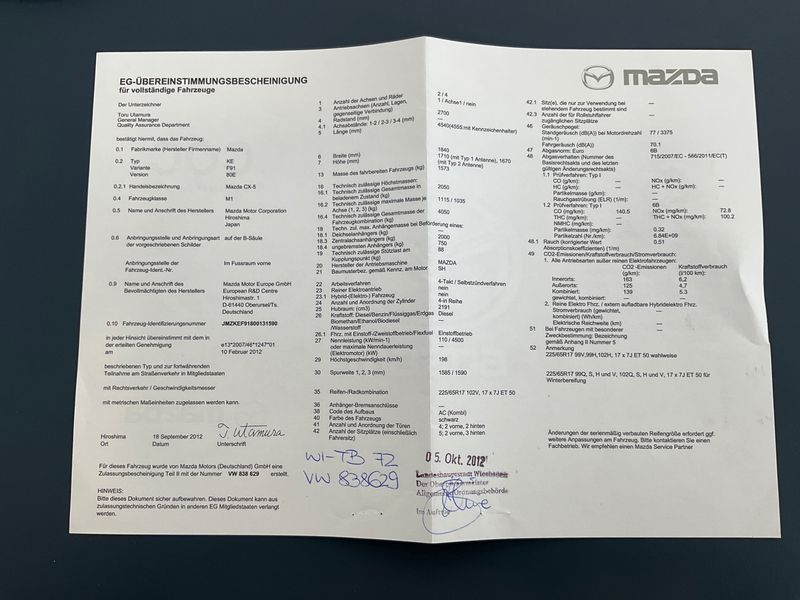 EG-ÜBEREINSTIMMUNGSBESCHEINIGUNG
für vollständige Fahrzeuge
Der Unterzeichner
Toru Utamura
General Manager
Quality Assurance Department
bestätigt hiermit, dass das Fahrzeug:
0.1 Fabrikmarke (Hersteller Firmenname) Mazda
0.2 Typ KE
Variante F91
Version 80E
0.2.1 Handelsbezeichnung Mazda CX-5
0.4 Fahrzeugklasse M1
0.5 Name und Anschrift des Herstellers Mazda Motor Corporation
Hiroshima
Japan
0.6 Anbringungsstelle und Anbringungsart auf der B-Säule
der vorgeschriebenen Schilder
Anbringungsstelle der Im Fussraum vorne
Fahrzeug-Ident.-Nr.
0.9 Name und Anschrift des Mazda Motor Europe GmbH
Bevollmächtigten des Herstellers European R&D Centre
Hiroshimastr. 1
D-61440 Oberursel/Ts.
Deutschland
0.10 Fahrzeug-Identifizierungsnummer JMZKEF91800131590
in jeder Hinsicht übereinstimmt mit dem in
der erteilten Genehmigung e13*2007/46*1247*01
am 10 Februar 2012
beschriebenen Typ und zur fortwährenden
Teilnahme am Straßenverkehr in Mitgliedstaaten
mit Rechtsverkehr / Geschwindigkeitsmesser
mit metrischen Maßeinheiten zugelassen werden kann.
Hiroshima 18 September 2012 T. Utamura
Ort Datum Unterschrift
Für dieses Fahrzeug wurde von Mazda Motors (Deutschland) GmbH eine
Zulassungsbescheinigung Teil II mit der Nummer VW 838 629 erstellt.
HINWEIS:
Bitte dieses Dokument sicher aufbewahren. Dieses Dokument kann aus
zulassungstechnischen Gründen in anderen EG Mitgliedstaaten verlangt
werden.
1 Anzahl der Achsen und Räder 2 / 4
3 Antriebsachsen (Anzahl, Lagen, 1 / Achse1 / nein
gegenseitige Verbindung)
4 Radstand (mm) 2700
4.1 Achsabstände: 1-2 / 2-3 / 3-4 (mm) —
5 Länge (mm) 4540(4555:mit Kennzeichenhalter)
6 Breite (mm) 1840
7 Höhe (mm) 1710 (mit Typ 1 Antenne), 1670
(mit Typ 2 Antenne)
13 Masse des fahrbereiten Fahrzeugs (kg) 1573
16 Technisch zulässige Höchstmassen:
16.1 Technisch zulässige Gesamtmasse in 2050
beladenem Zustand (kg)
16.2 Technisch zulässige maximale Masse je 1115 / 1035
Achse (1, 2, 3) (kg)
16.4 Technisch zulässige Gesamtmasse der 4050
Fahrzeugkombination (kg)
18 Techn. zul. max. Anhängemasse bei Beförderung eines:
18.1 Deichselanhängers (kg) —
18.3 Zentralachsanhängers (kg) 2000
18.4 ungebremsten Anhängers (kg) 750
19 Technisch zulässige Stützlast am 88
Kupplungspunkt (kg)
20 Hersteller der Antriebsmaschine MAZDA
21 Baumusterbez. gemäß Kennz. am Motor SH
22 Arbeitsverfahren 4-Takt / Selbstzündverfahren
23 Reiner Elektroantrieb nein
23.1 Hybrid-(Elektro-) Fahrzeug nein
24 Anzahl und Anordnung der Zylinder 4-in Reihe
25 Hubraum: (cm3) 2191
26 Kraftstoff: Diesel/Benzin/Flüssiggas/Erdgas Diesel
Biomethan/Ethanol/Biodiesel —
/Wasserstoff
26.1 Fhrz. mit Einstoff-/Zweistoffbetrieb/Flexfuel Einstoffbetrieb
27 Nennleistung (kW/min-1) 110 / 4500
oder maximale Nenndauerleistung —
(Elektromotor) (kW)
29 Höchstgeschwindigkeit (km/h) 198
30 Spurweite 1, 2, 3 (mm) 1585 / 1590
35 Reifen-/Radkombination 225/65R17 102V, 17 x 7J ET 50
36 Anhänger-Bremsanschlüsse —
38 Code des Aufbaus AC (Kombi)
40 Farbe des Fahrzeugs schwarz
41 Anzahl und Anordnung der Türen 4; 2 vorne, 2 hinten
42 Anzahl der Sitzplätze (einschließlich 5; 2 vorne, 3 hinten
Fahrersitz)
WI-TB 72
VW 838629
05. Okt. 2012
Landeshauptstadt Wiesbaden
Der Oberbürgermeister
Allgemeine Ordnungsbehörde
Im Auftrag
mazda
42.1 Sitz(e), die nur zur Verwendung bei —
stehendem Fahrzeug bestimmt sind
42.3 Anzahl der für Rollstuhlfahrer —
zugänglichen Sitzplätze
46 Geräuschpegel:
Standgeräusch (dB(A)) bei Motordrehzahl 77 / 3375
(min-1)
Fahrgeräusch (dB(A)) 70.1
47 Abgasnorm: Euro 6B
48 Abgasverhalten (Nummer des 715/2007/EC - 566/2011/EC(T)
Basisrechtsakts und des letzten
gültigen Änderungsrechtsakts)
1.1 Prüfverfahren: Typ I
CO (g/km): — NOx (g/km): —
HC (g/km): — HC + NOx (g/km): —
Partikelmasse (g/km): —
Rauchgastrübung (ELR) (1/m): —
1.2 Prüfverfahren: Typ I 6B
CO (mg/km): 140.5 NOx (mg/km): 72.8
THC (mg/km): — THC + NOx (mg/km): 100.2
NMHC (mg/km): —
Partikelmasse (mg/km): 0.32
Partikelzahl (Nr./km): 6.84E+09
48.1 Rauch (korrigierter Wert) 0.51
Absorptionskoeffizienten) (1/m)
49 CO2-Emissionen/Kraftstoffverbrauch/Stromverbrauch:
1. Alle Antriebsarten außer reinen Elektrofahrzeugen:
CO2 -Emissionen Kraftstoffverbrauch
(g/km): (l/100 km):
Innerorts: 163 6.2
Außerorts: 125 4.7
Kombiniert: 139 5.3
gewichtet, kombiniert: — —
2. Reine Elektro Fhrz. / extern aufladbare Hybridelektro Fhrz.
Stromverbrauch (gewichtet, —
kombiniert) (Wh/km)
Elektrische Reichweite (km) —
51 Bei Fahrzeugen mit besonderer —
Zweckbestimmung: Bezeichnung
gemäß Anhang II Nummer 5
52 Anmerkung
225/65R17 99V,99H,102H, 17 x 7J ET 50 wahlweise
225/65R17 99Q, S, H und V, 102Q, S, H und V, 17 x 7J ET 50 für
Winterbereifung
Änderungen der serienmäßig verbauten Reifengröße erfordert ggf.
weitere Anpassungen am Fahrzeug. Bitte kontaktieren Sie einen
Fachbetrieb. Wir empfehlen einen Mazda Service Partner